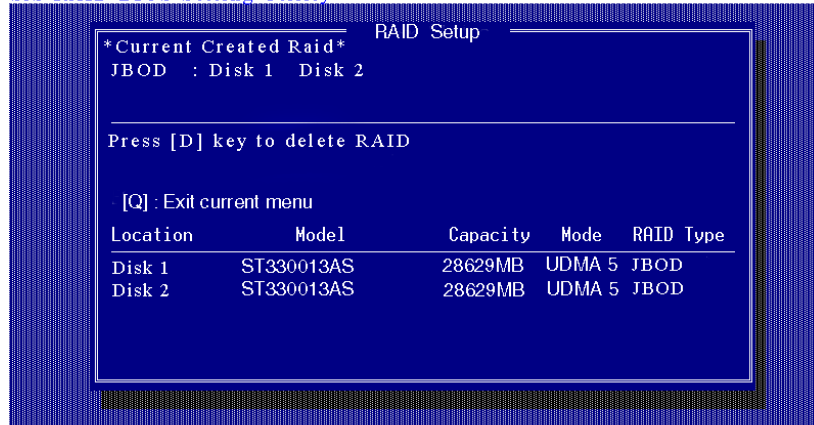 RAID Setup
*Current Created Raid*
JBOD : Disk 1 Disk 2
Press [D] key to delete RAID
[Q] : Exit current menu
Location Model Capacity Mode RAID Type
Disk 1 ST330013AS 28629MB UDMA 5 JBOD
Disk 2 ST330013AS 28629MB UDMA 5 JBOD